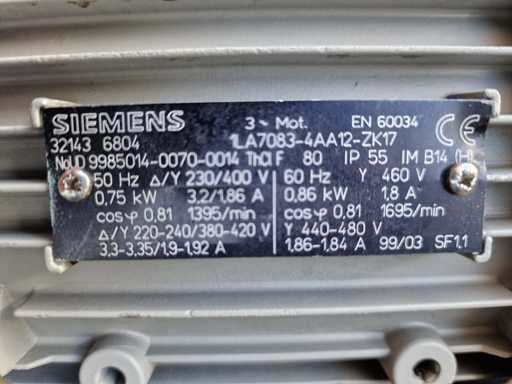 SIEMENS 3 ~ Mot. EN 60034 CE
32143 6804 1LA7083-4AA12-ZK17
No UD 9985014-0070-0014 Th.Cl F 80 IP 55 IM B14 (H)
50 Hz Δ/Y 230/400 V 60 Hz Y 460 V
0,75 kW 3,2/1,86 A 0,86 kW 1,8 A
cosφ 0,81 1395/min cosφ 0,81 1695/min
Δ/Y 220-240/380-420 V Y 440-480 V
3,3-3,35/1,9-1,92 A 1,86-1,84 A 99/03 SF1,1